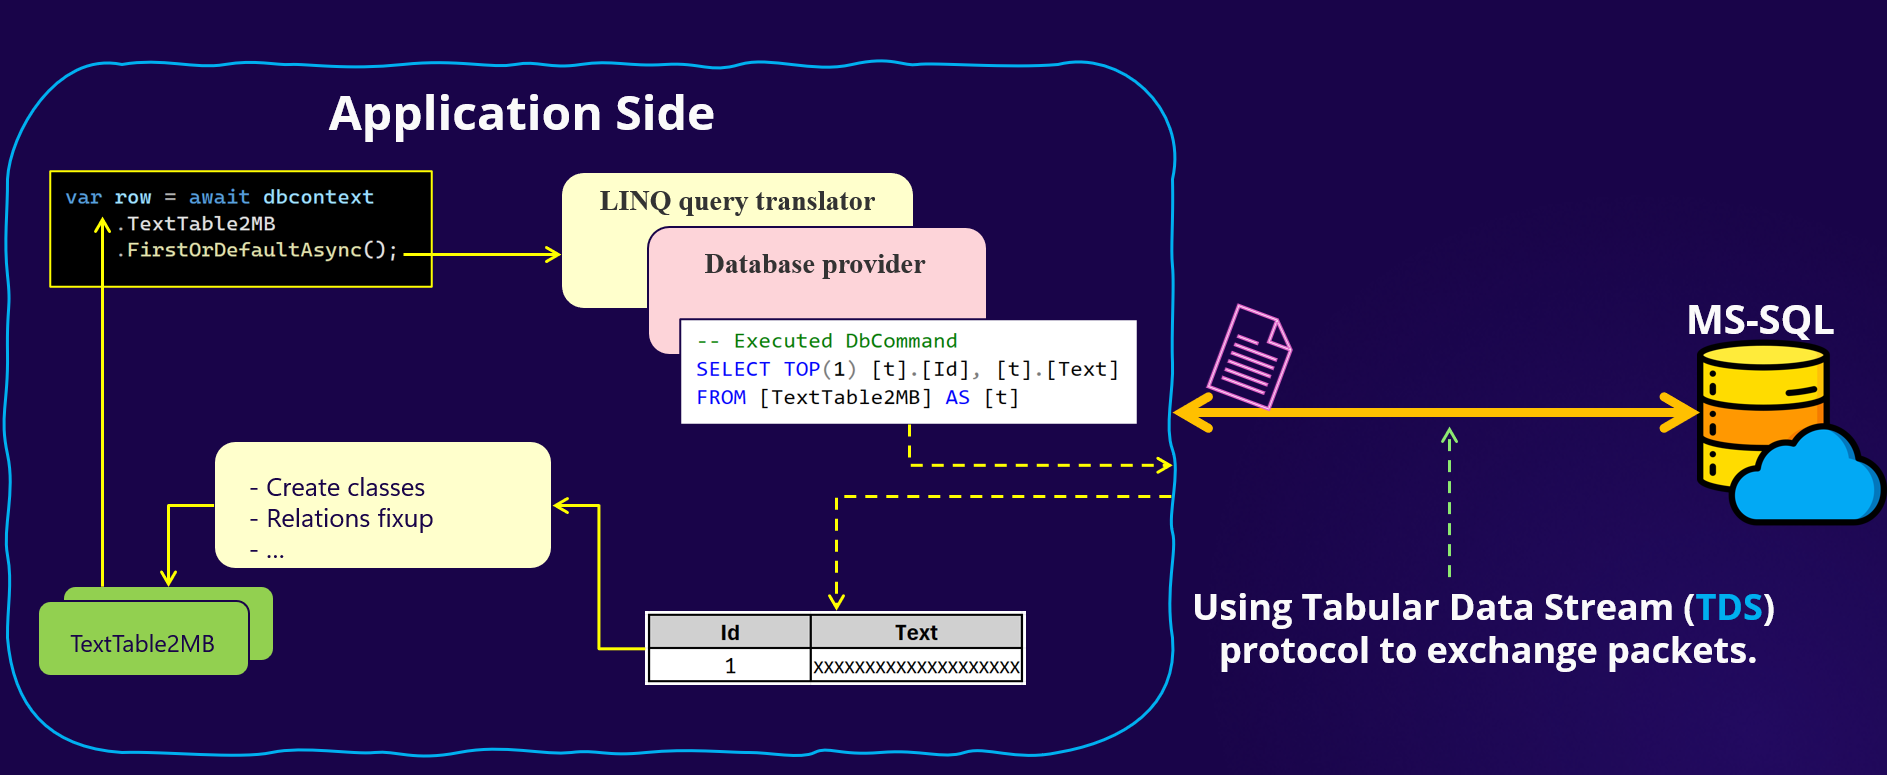 Application Side
var row = await dbcontext
.TextTable2MB
.FirstOrDefaultAsync();
LINQ query translator
Database provider
-- Executed DbCommand
SELECT TOP(1) [t].[Id], [t].[Text]
FROM [TextTable2MB] AS [t]
MS-SQL
- Create classes
- Relations fixup
- ...
TextTable2MB
Id Text
1 xxxxxxxxxxxxxxxxxxxx
Using Tabular Data Stream (TDS)
protocol to exchange packets.